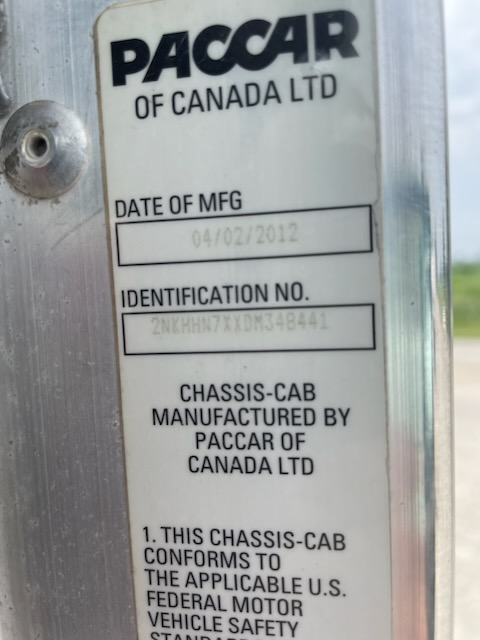 PACCAR
OF CANADA LTD
DATE OF MFG
04/02/2012
IDENTIFICATION NO.
2NKHHN7XXDM348441
CHASSIS-CAB
MANUFACTURED BY
PACCAR OF
CANADA LTD
1. THIS CHASSIS-CAB
CONFORMS TO
THE APPLICABLE U.S.
FEDERAL MOTOR
VEHICLE SAFETY